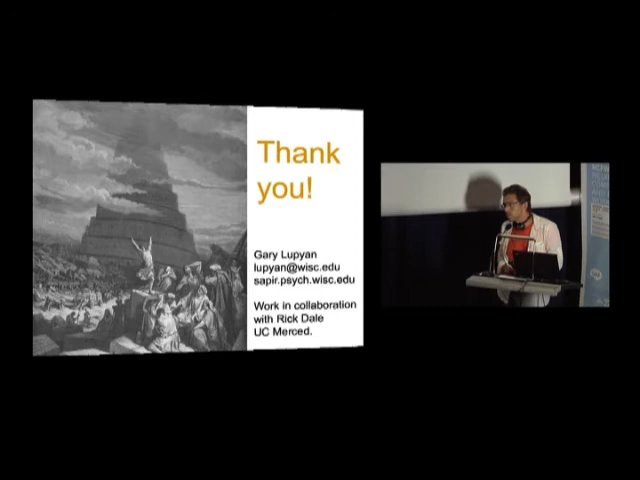 Thank
you!
Gary Lupyan
lupyan@wisc.edu
sapir.psych.wisc.edu
Work in collaboration
with Rick Dale
UC Merced.